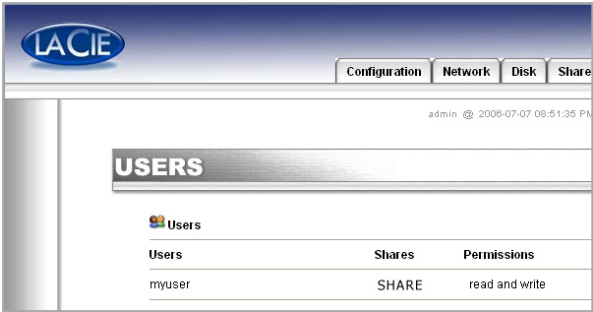 LACIE
Configuration Network Disk Share
admin @ 2006-07-07 08:51:35 PM
USERS
Users
Users Shares Permissions
myuser SHARE read and write